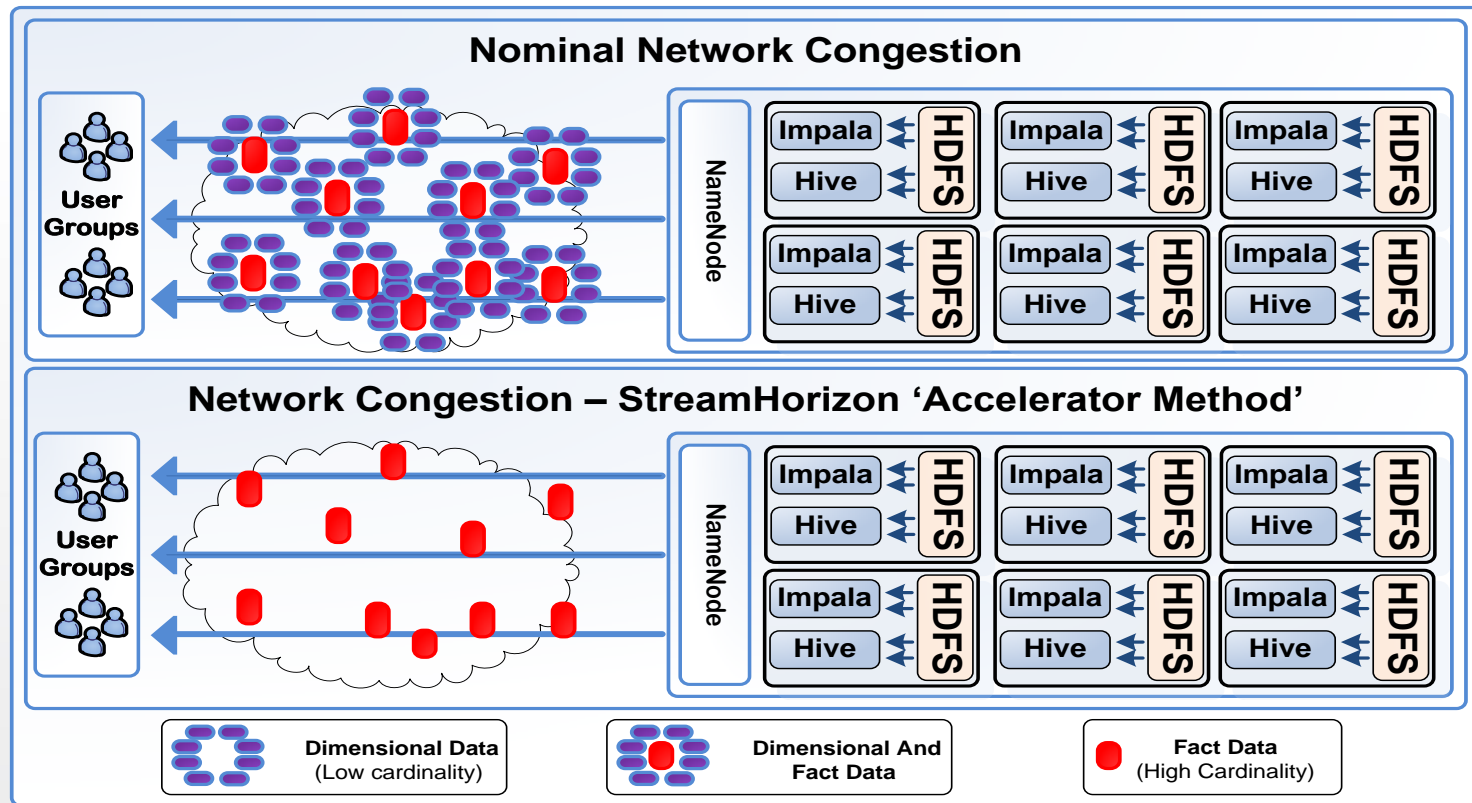 Nominal Network Congestion
User
Groups
NameNode
Impala
Hive
HDFS
Impala
Hive
HDFS
Impala
Hive
HDFS
Impala
Hive
HDFS
Impala
Hive
HDFS
Impala
Hive
HDFS
Network Congestion – StreamHorizon ‘Accelerator Method’
User
Groups
NameNode
Impala
Hive
HDFS
Impala
Hive
HDFS
Impala
Hive
HDFS
Impala
Hive
HDFS
Impala
Hive
HDFS
Impala
Hive
HDFS
Dimensional Data
(Low cardinality)
Dimensional And
Fact Data
Fact Data
(High Cardinality)